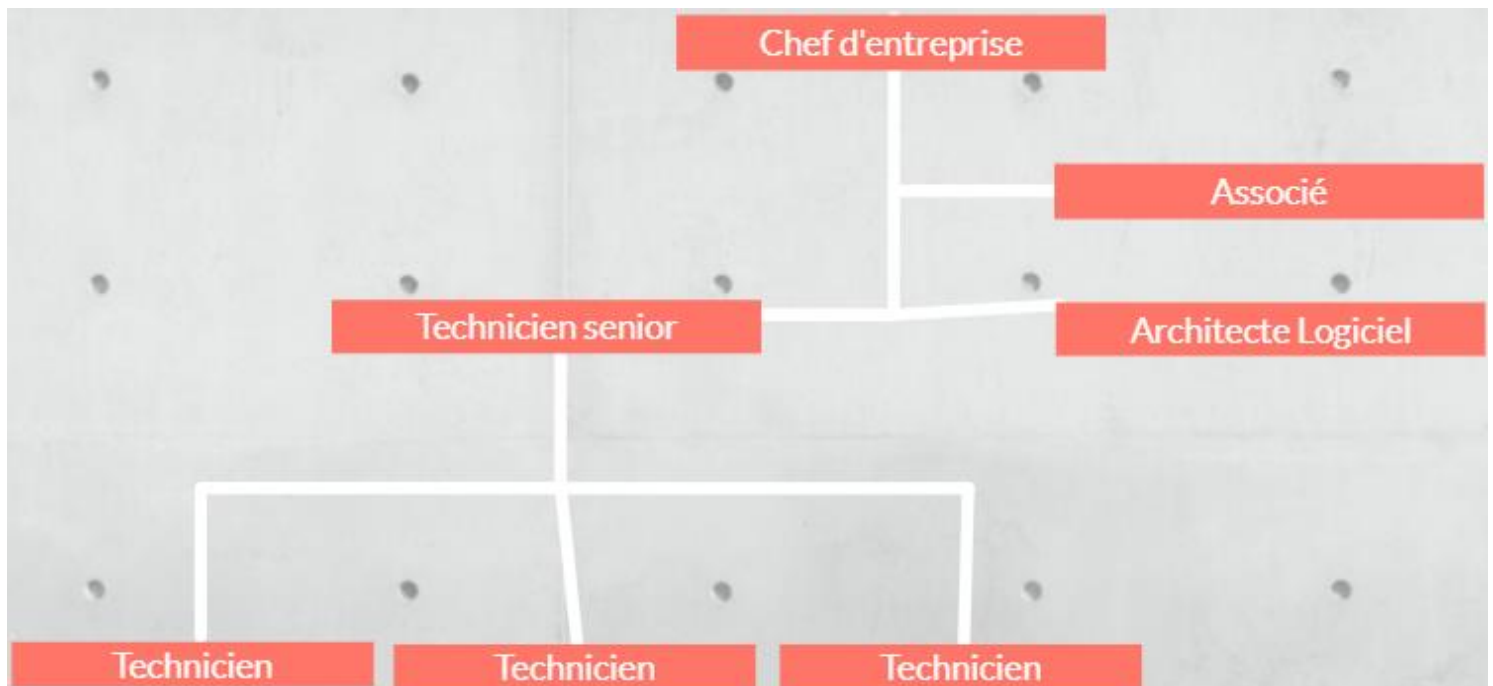 Chef d'entreprise
Associé
Technicien senior
Architecte Logiciel
Technicien
Technicien
Technicien